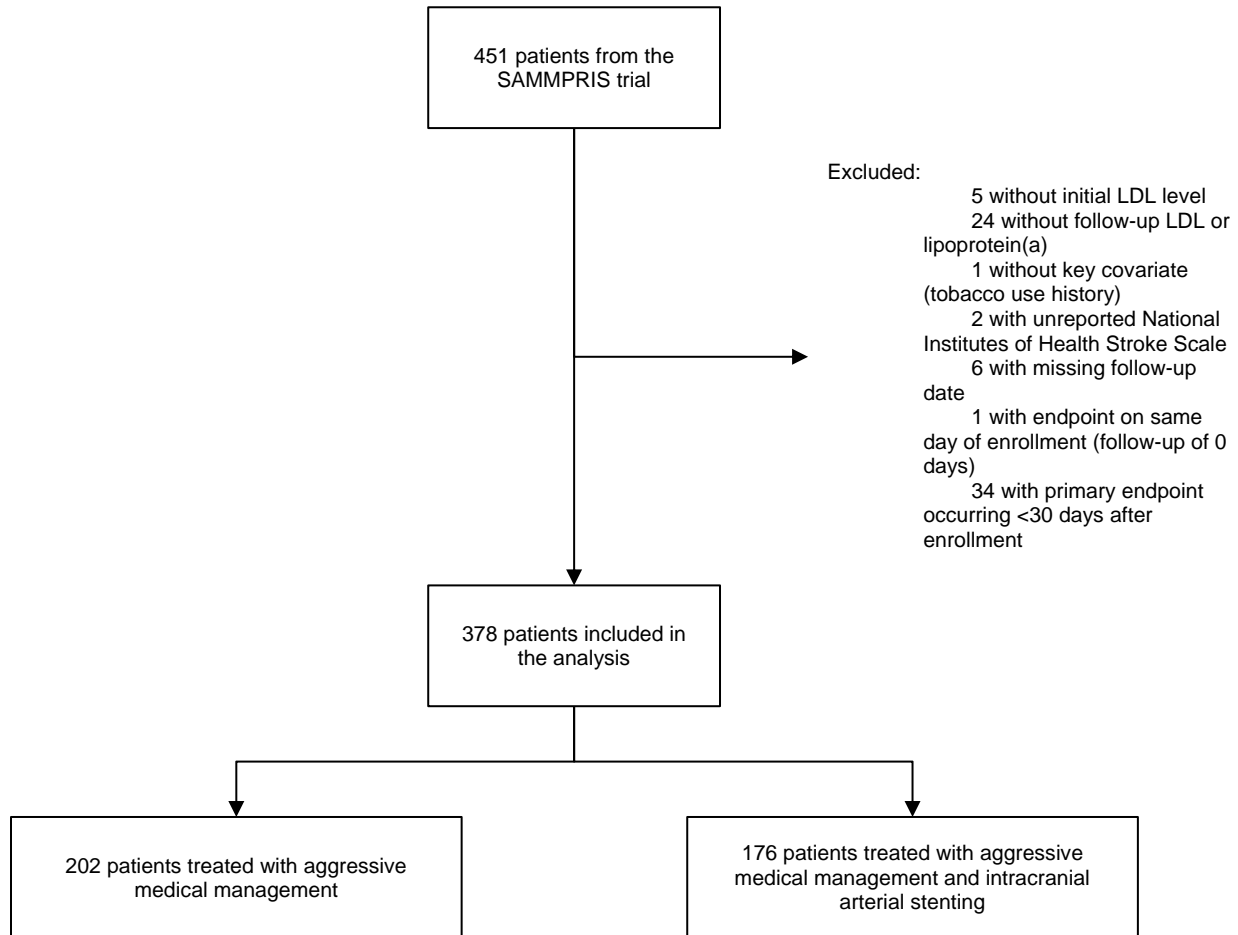 451 patients from the
SAMMPRIS trial
Excluded:
5 without initial LDL level
24 without follow-up LDL or
lipoprotein(a)
1 without key covariate
(tobacco use history)
2 with unreported National
Institutes of Health Stroke Scale
6 with missing follow-up
date
1 with endpoint on same
day of enrollment (follow-up of 0
days)
34 with primary endpoint
occurring <30 days after
enrollment
378 patients included in
the analysis
202 patients treated with aggressive
medical management
176 patients treated with aggressive
medical management and intracranial
arterial stenting